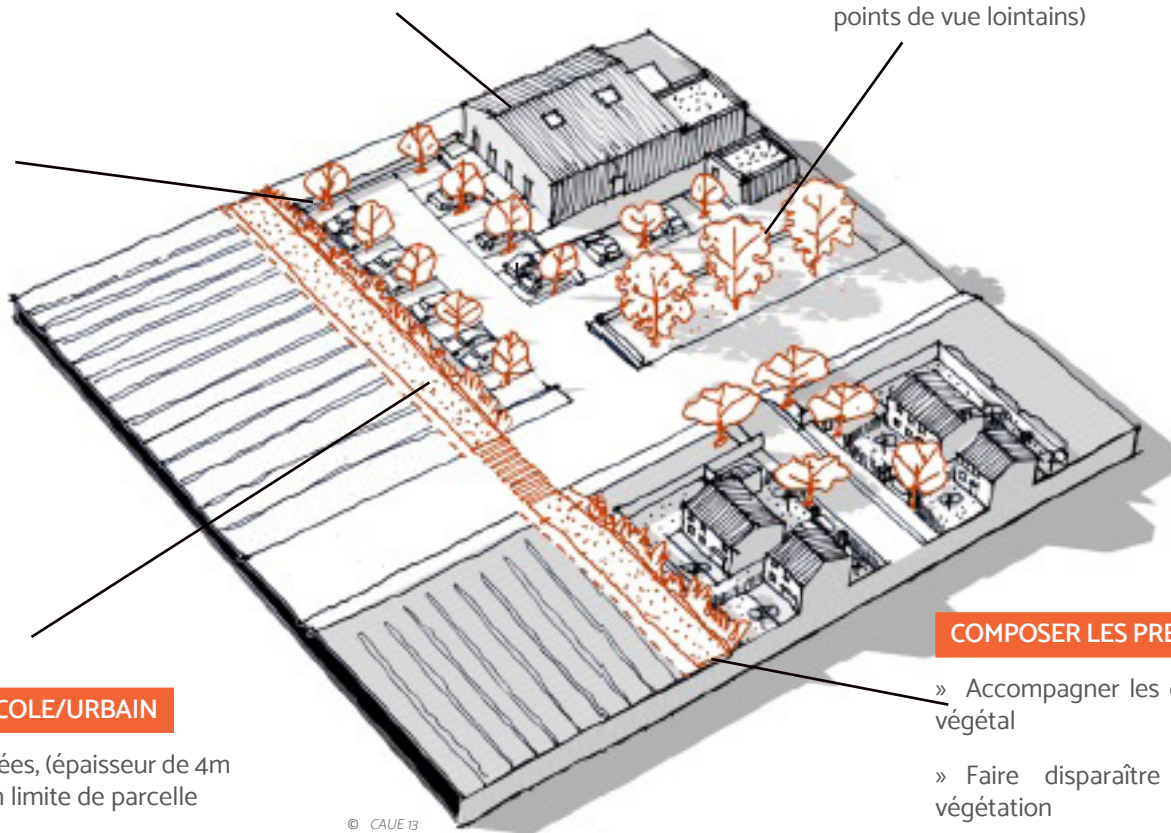 points de vue lointains)
COLE/URBAIN
ées, (épaisseur de 4m
limite de parcelle
COMPOSER LES PRE
» Accompagner les
végétal
» Faire disparaître
végétation
© CAUE 13